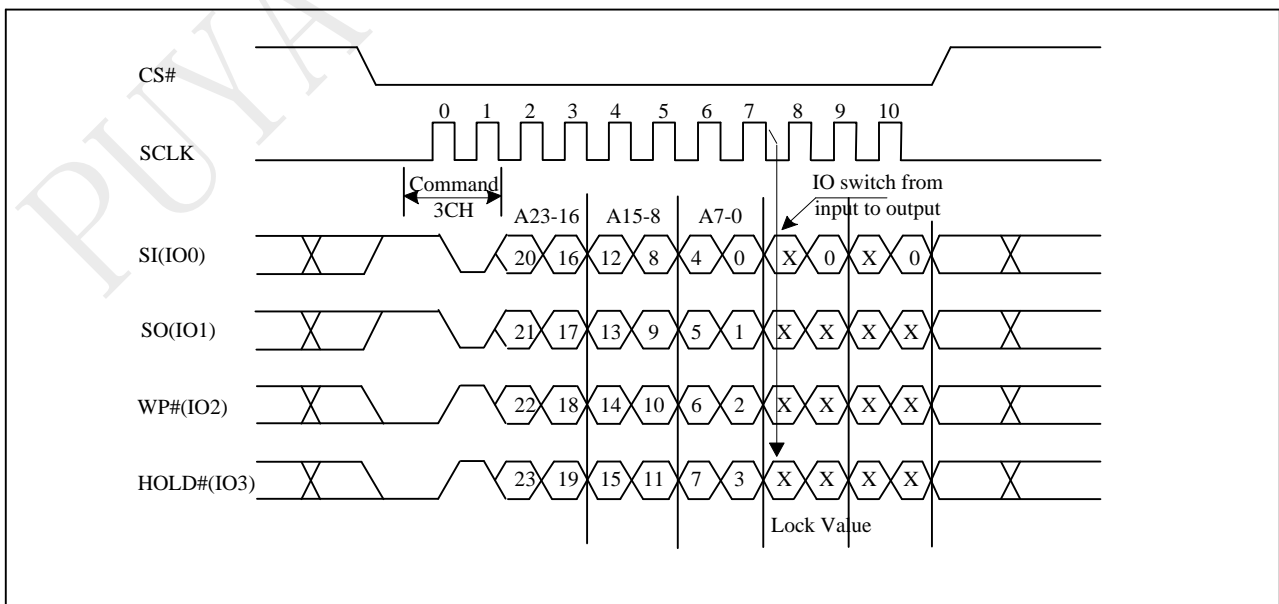 PUYA
CS#
0 1 2 3 4 5 6 7 8 9 10
SCLK
Command
3CH
IO switch from
input to output
A23-16 A15-8 A7-0
SI(IO0) 20 16 12 8 4 0 X 0 X 0
SO(IO1) 21 17 13 9 5 1 X X X X
WP#(IO2) 22 18 14 10 6 2 X X X X
HOLD#(IO3) 23 19 15 11 7 3 X X X X
Lock Value